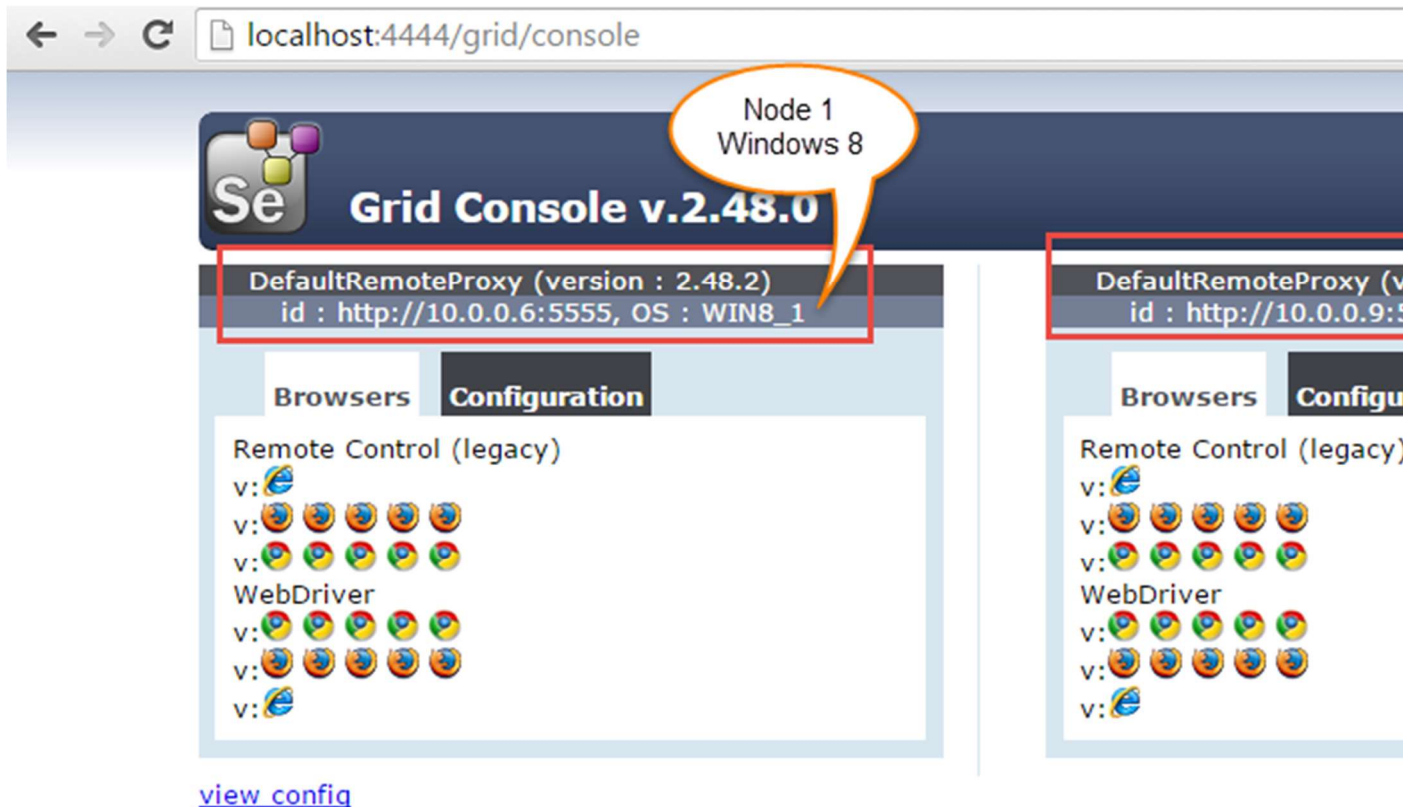 localhost:4444/grid/console
Node 1
Windows 8
Se
Grid Console v.2.48.0
DefaultRemoteProxy (version : 2.48.2)
id : http://10.0.0.6:5555, OS : WIN8_1
Browsers
Configuration
Remote Control (legacy)
v:
v:
v:
WebDriver
v:
v:
v:
view config
DefaultRemoteProxy (v
id : http://10.0.0.9:5
Browsers
Configu
Remote Control (legacy)
v:
v:
v:
WebDriver
v:
v:
v: